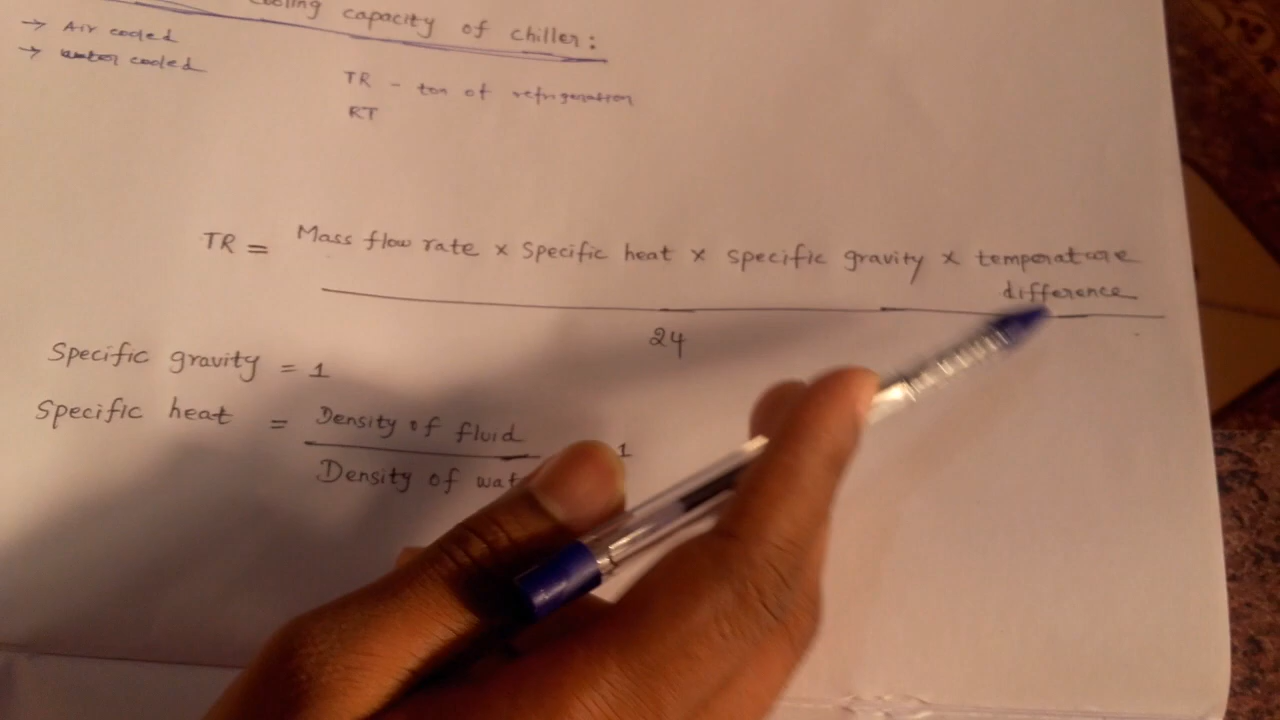 cooling capacity of chiller:
→ Air cooled
→ water cooled
TR - ton of refrigeration
RT
TR = Mass flow rate x Specific heat x specific gravity x temperature
difference
24
Specific gravity = 1
Specific heat = Density of fluid
Density of wat 1